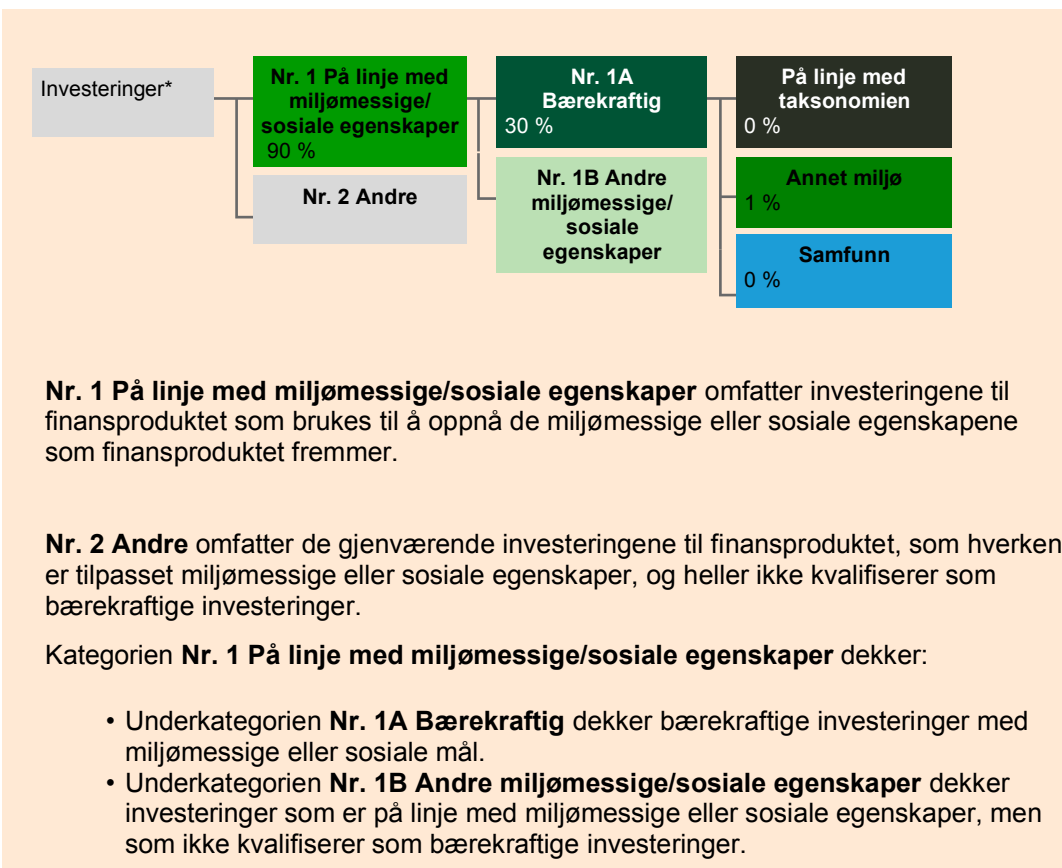 Investeringer*
Nr. 1 På linje med
miljømessige/
sosiale egenskaper
90 %
Nr. 2 Andre
Nr. 1A
Bærekraftig
30 %
Nr. 1B Andre
miljømessige/
sosiale
egenskaper
På linje med
taksonomien
0 %
Annet miljø
1 %
Samfunn
0 %
Nr. 1 På linje med miljømessige/sosiale egenskaper omfatter investeringene til
finansproduktet som brukes til å oppnå de miljømessige eller sosiale egenskapene
som finansproduktet fremmer.
Nr. 2 Andre omfatter de gjenværende investeringene til finansproduktet, som hverken
er tilpasset miljømessige eller sosiale egenskaper, og heller ikke kvalifiserer som
bærekraftige investeringer.
Kategorien Nr. 1 På linje med miljømessige/sosiale egenskaper dekker:
• Underkategorien Nr. 1A Bærekraftig dekker bærekraftige investeringer med
miljømessige eller sosiale mål.
• Underkategorien Nr. 1B Andre miljømessige/sosiale egenskaper dekker
investeringer som er på linje med miljømessige eller sosiale egenskaper, men
som ikke kvalifiserer som bærekraftige investeringer.